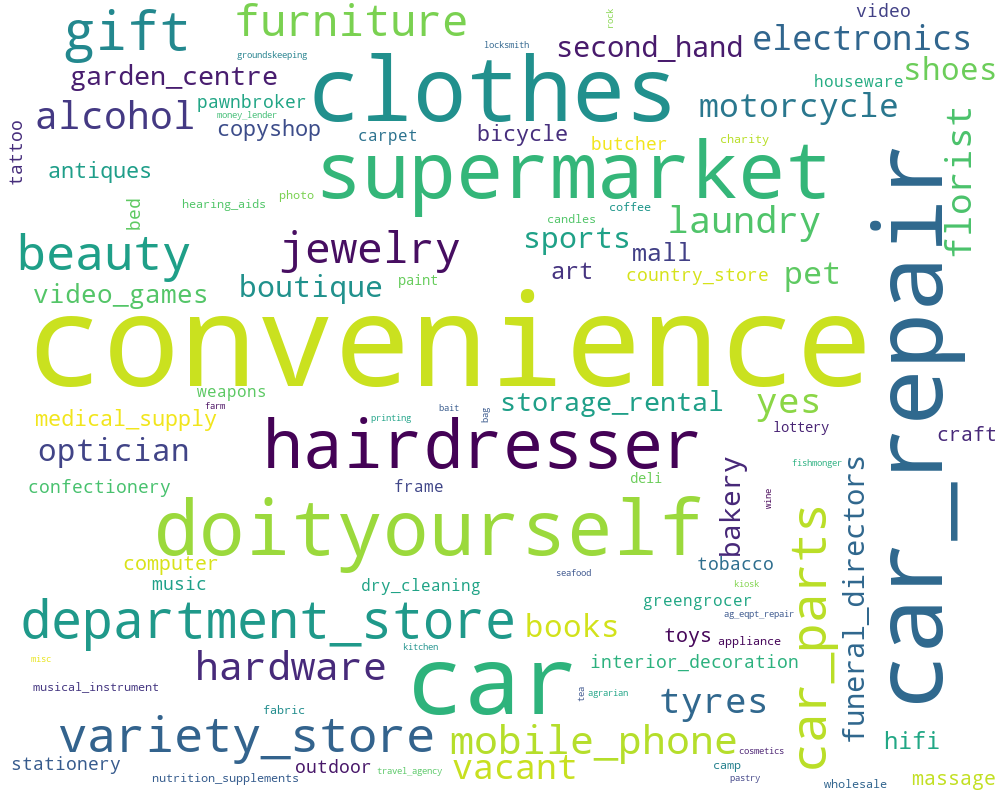 gift
furniture
rock
video
groundskeeping
locksmith
second_hand
electronics
garden_centre
clothes
shoes
houseware
alcohol
pawnbroker
money_lender
motorcycle
copyshop
carpet
bicycle
butcher
charity
florist
tattoo
antiques
supermarket
car_repair
bed
hearing_aids
photo
candles
coffee
laundry
beauty
jewelry
sports
mall
art
country_store
pet
video_games
boutique
paint
convenience
weapons
farm
medical_supply
printing
bait
bag
storage_rental
yes
lottery
craft
optician
hairdresser
confectionery
frame
deli
bakery
wine
fishmonger
funeral_directors
car_parts
doityourself
computer
music
dry_cleaning
seafood
tobacco
kiosk
greengrocer
ag_eqpt_repair
department_store
books
toys
appliance
kitchen
misc
hardware
car
interior_decoration
musical_instrument
tea
agrarian
tyres
fabric
variety_store
mobile_phone
cosmetics
hifi
stationery
nutrition_supplements
outdoor
travel_agency
vacant
camp
pastry
wholesale
massage